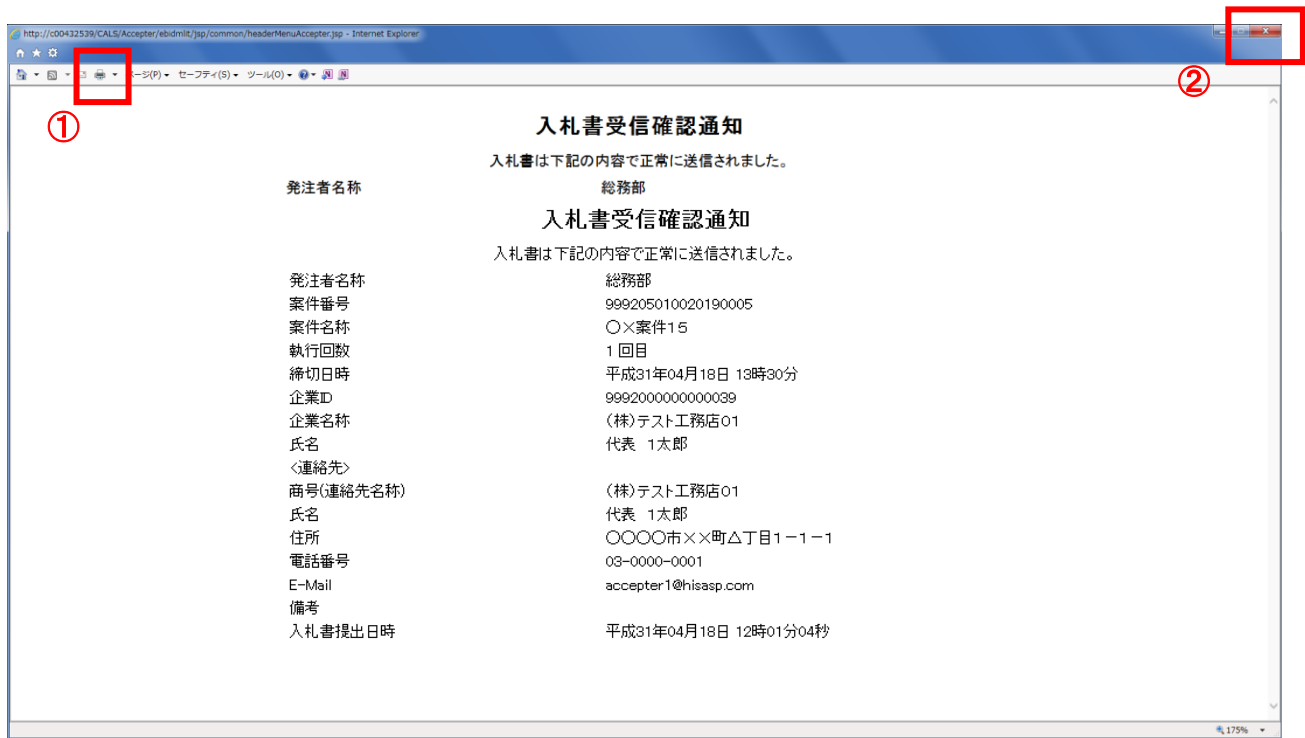 http://c00432539/CALS/Accepter/ebidmlit/jsp/common/headerMenuAccepter.jsp - Internet Explorer
ページ(P) セーフティ(S) ツール(O)
①
②
入札書受信確認通知
入札書は下記の内容で正常に送信されました。
発注者名称 総務部
入札書受信確認通知
入札書は下記の内容で正常に送信されました。
発注者名称 総務部
案件番号 999205010020190005
案件名称 〇×案件15
執行回数 1回目
締切日時 平成31年04月18日 13時30分
企業ID 9992000000000039
企業名称 (株)テスト工務店01
氏名 代表 1太郎
<連絡先>
商号(連絡先名称) (株)テスト工務店01
氏名 代表 1太郎
住所 〇〇〇〇市××町△丁目1-1-1
電話番号 03-0000-0001
E-Mail accepter1@hisasp.com
備考
入札書提出日時 平成31年04月18日 12時01分04秒
175%